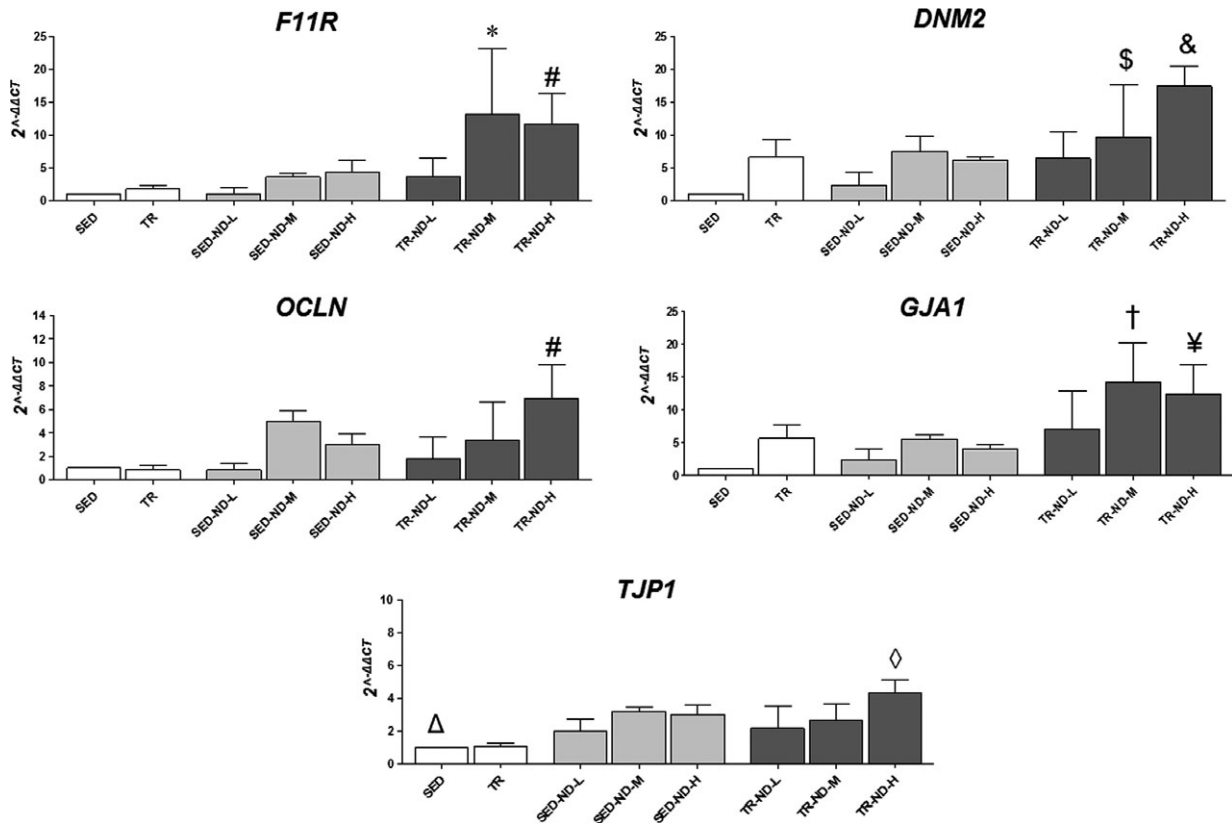 F11R
2^-ΔΔCT
25
20
15
10
5
0
*
#
SED
TR
SED-ND-L
SED-ND-M
SED-ND-H
TR-ND-L
TR-ND-M
TR-ND-H
DNM2
2^-ΔΔCT
25
20
15
10
5
0
$
&
SED
TR
SED-ND-L
SED-ND-M
SED-ND-H
TR-ND-L
TR-ND-M
TR-ND-H
OCLN
2^-ΔΔCT
14
12
10
8
6
4
2
0
#
SED
TR
SED-ND-L
SED-ND-M
SED-ND-H
TR-ND-L
TR-ND-M
TR-ND-H
GJA1
2^-ΔΔCT
25
20
15
10
5
0
†
¥
SED
TR
SED-ND-L
SED-ND-M
SED-ND-H
TR-ND-L
TR-ND-M
TR-ND-H
TJP1
2^-ΔΔCT
10
8
6
4
2
0
Δ
◊
SED
TR
SED-ND-L
SED-ND-M
SED-ND-H
TR-ND-L
TR-ND-M
TR-ND-H